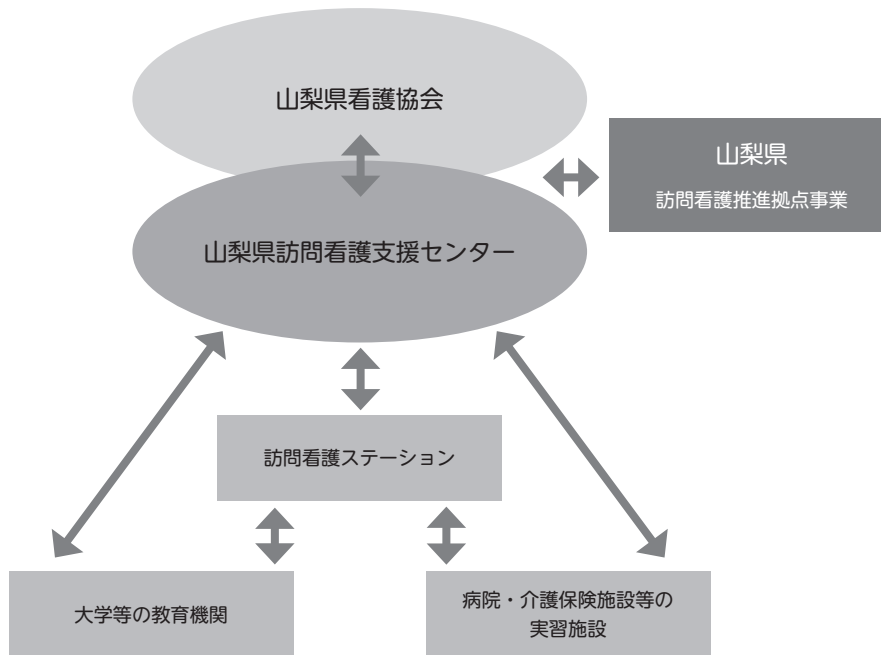 山梨県看護協会
山梨県
訪問看護推進拠点事業
山梨県訪問看護支援センター
訪問看護ステーション
大学等の教育機関
病院・介護保険施設等の
実習施設